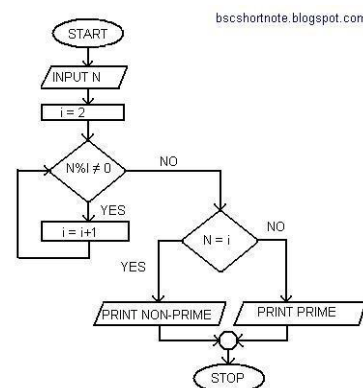 bscshortnote.blogspot.com
START
INPUT N
i = 2
N%I ≠ 0
NO
YES
i = i+1
N = i
NO
YES
PRINT NON-PRIME
PRINT PRIME
STOP